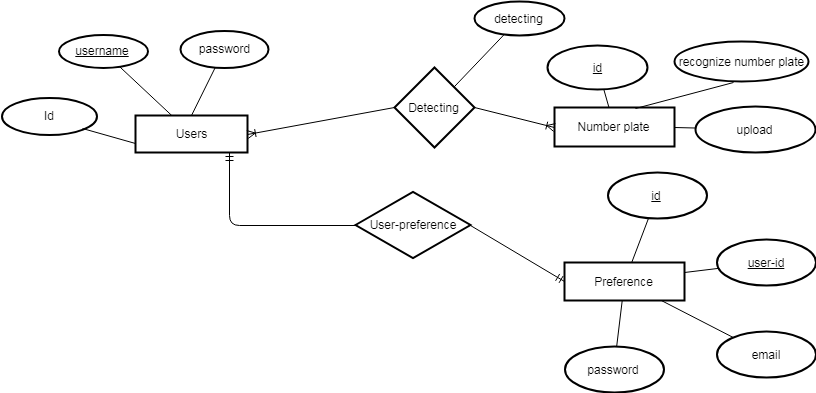 detecting
username
password
id
recognize number plate
Id
Users
Detecting
Number plate
upload
id
User-preference
user-id
Preference
email
password